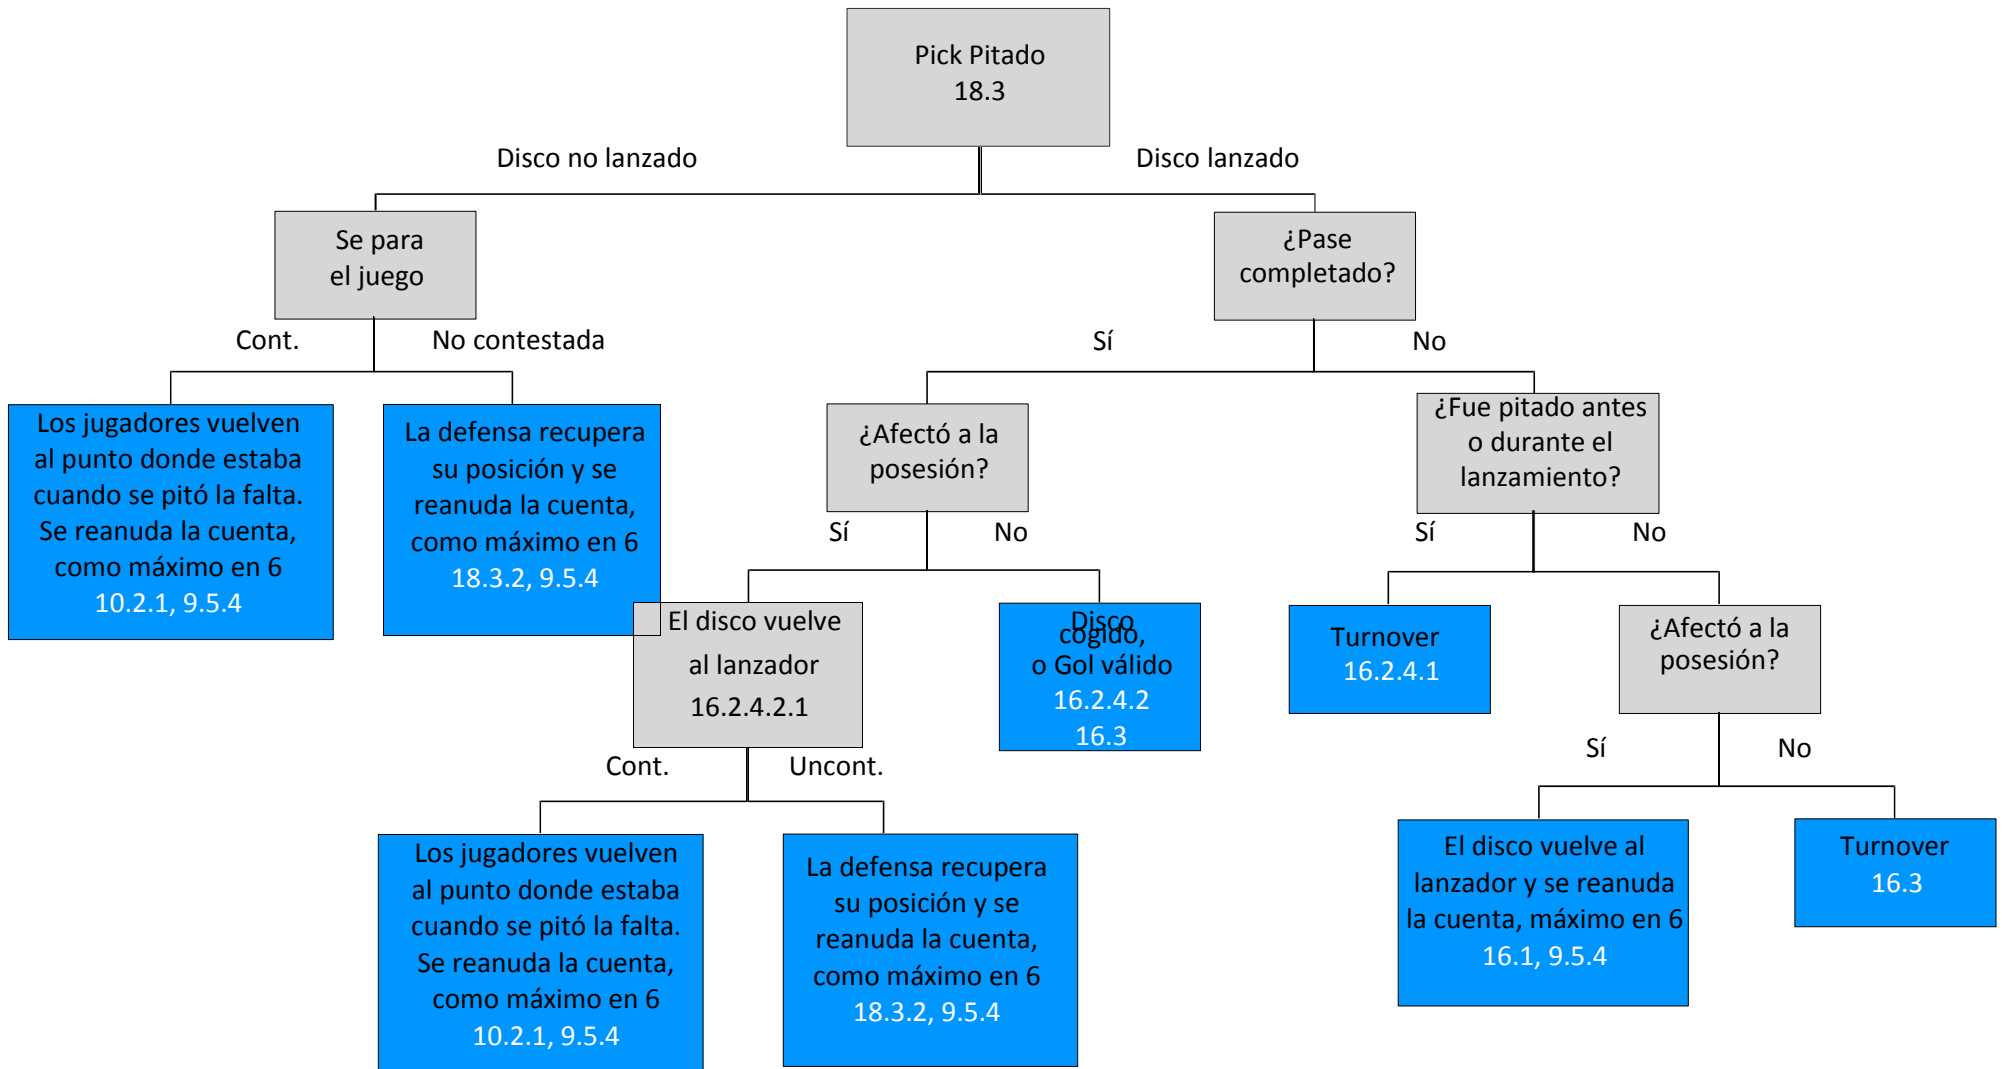 Pick Pitado
18.3
Disco no lanzado
Disco lanzado
Se para
el juego
¿Pase
completado?
Cont.
No contestada
Sí
No
Los jugadores vuelven
al punto donde estaba
cuando se pitó la falta.
Se reanuda la cuenta,
como máximo en 6
10.2.1, 9.5.4
La defensa recupera
su posición y se
reanuda la cuenta,
como máximo en 6
18.3.2, 9.5.4
¿Afectó a la
posesión?
¿Fue pitado antes
o durante el
lanzamiento?
Sí
No
Sí
No
El disco vuelve
al lanzador
16.2.4.2.1
Disco
cogido,
o Gol válido
16.2.4.2
16.3
Turnover
16.2.4.1
¿Afectó a la
posesión?
Cont.
Uncont.
Sí
No
Los jugadores vuelven
al punto donde estaba
cuando se pitó la falta.
Se reanuda la cuenta,
como máximo en 6
10.2.1, 9.5.4
La defensa recupera
su posición y se
reanuda la cuenta,
como máximo en 6
18.3.2, 9.5.4
El disco vuelve al
lanzador y se reanuda
la cuenta, máximo en 6
16.1, 9.5.4
Turnover
16.3